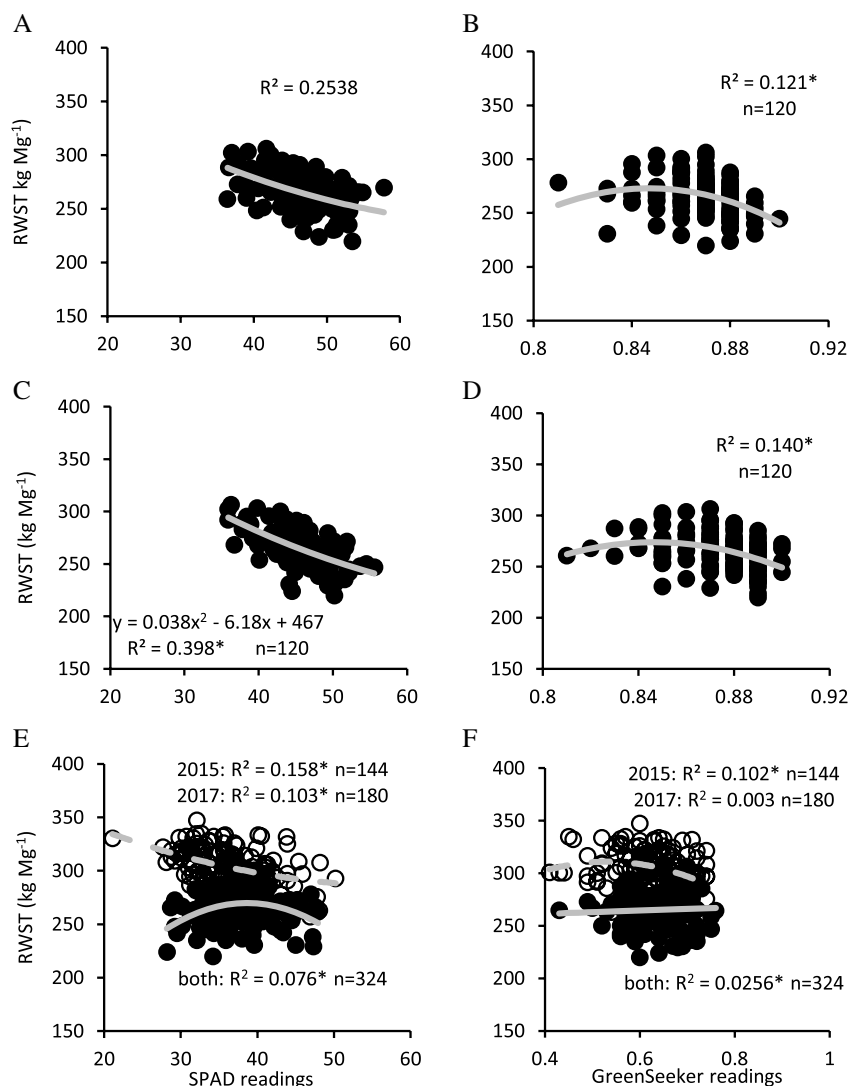 A
B
400
350
300
250
200
150
RWST kg Mg-1)
R² = 0.2538
20 30 40 50 60
400
350
300
250
200
150
R² = 0.121*
n=120
0.8 0.84 0.88 0.92
C
D
400
350
300
250
200
150
RWST (kg Mg-1)
y = 0.038x2 - 6.18x + 467
R² = 0.398* n=120
20 30 40 50 60
400
350
300
250
200
150
R² = 0.140*
n=120
0.8 0.84 0.88 0.92
E
F
400
350
300
250
200
150
RWST (kg Mg-1)
2015: R² = 0.158* n=144
2017: R2 = 0.103* n=180
both: R2 = 0.076* n=324
20 30 40 50 60
SPAD readings
400
350
300
250
200
150
2015: R² = 0.102* n=144
2017: R2 = 0.003 n=180
both: R2 = 0.0256* n=324
0.4 0.6 0.8 1
GreenSeeker readings